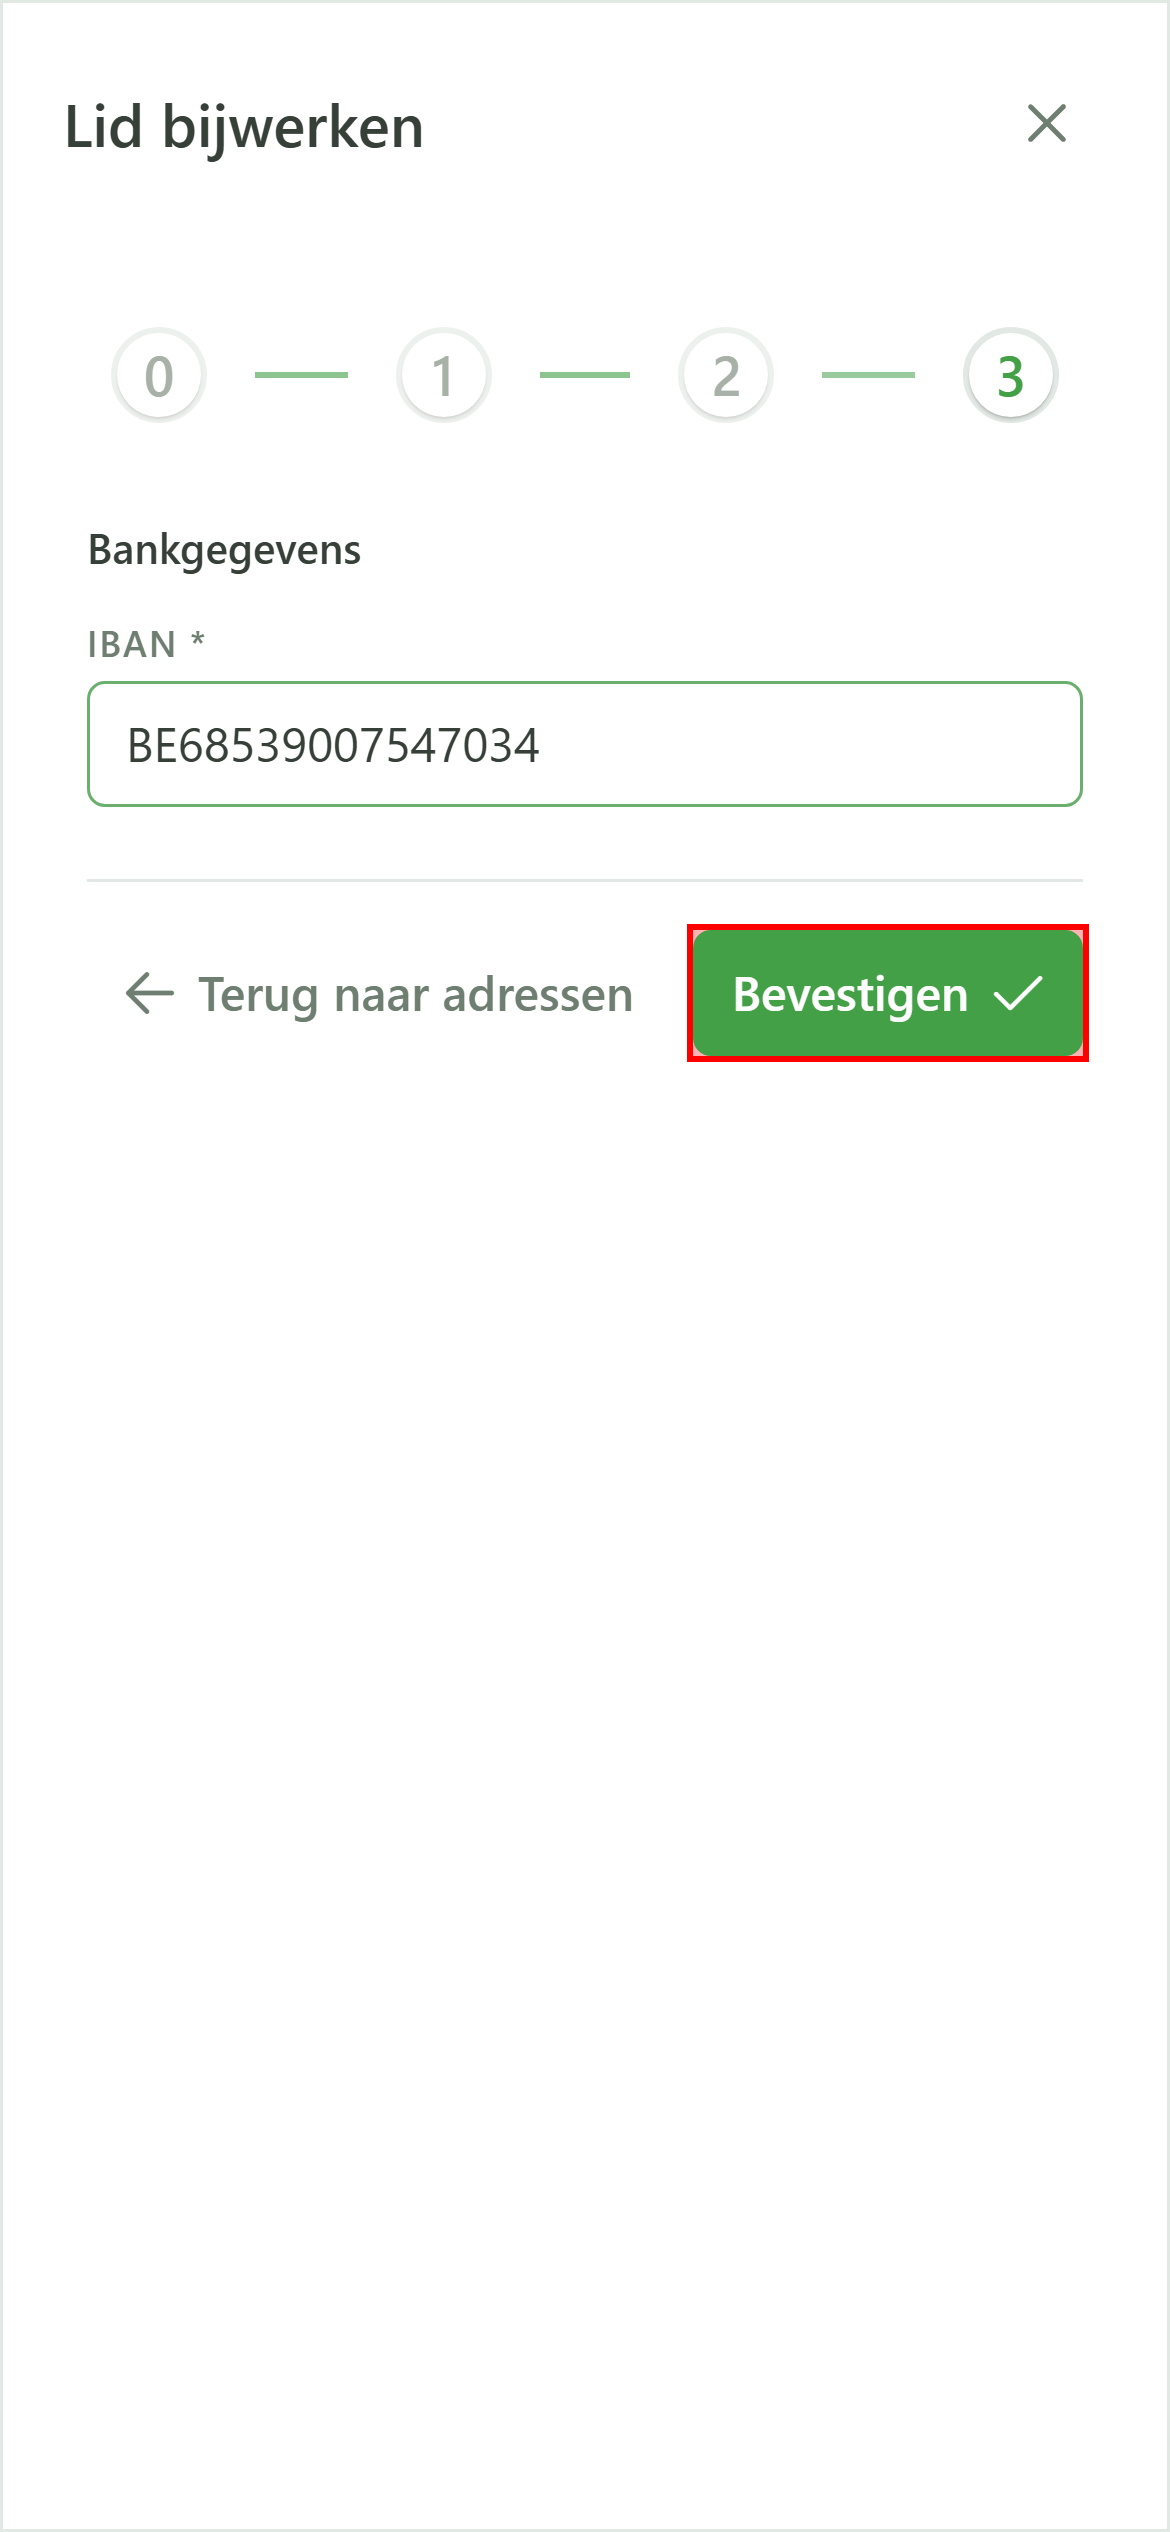 Lid bijwerken
0 1 2 3
Bankgegevens
IBAN *
BE68539007547034
Terug naar adressen
Bevestigen